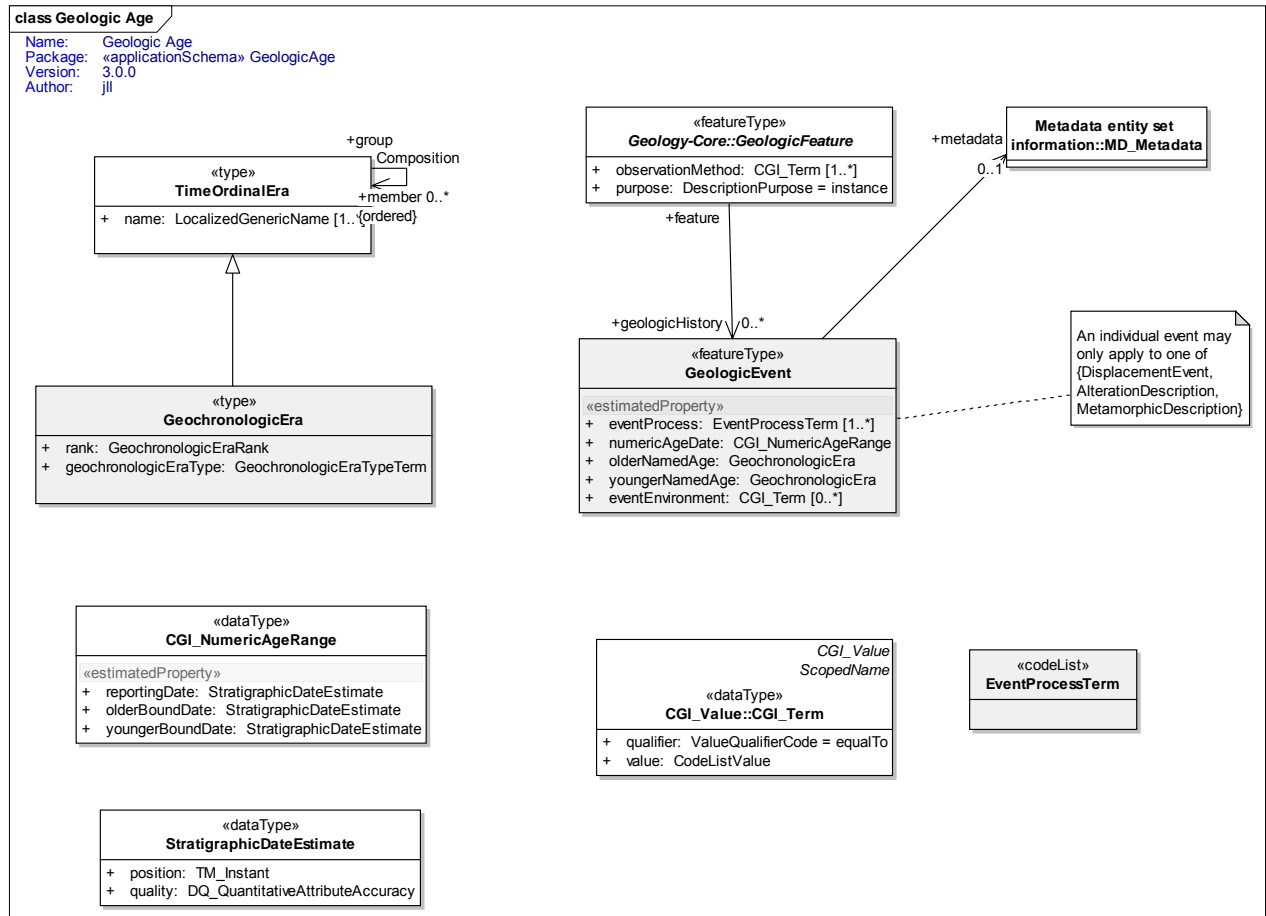 class Geologic Age
Name: Geologic Age
Package: «applicationSchema» GeologicAge
Version: 3.0.0
Author: jll
+group
Composition
+member 0..*
{ordered}
«type»
TimeOrdinalEra
+ name: LocalizedGenericName [1..*]
«featureType»
Geology-Core::GeologicFeature
+ observationMethod: CGI_Term [1..*]
+ purpose: DescriptionPurpose = instance
+feature
+metadata
0..1
Metadata entity set
information::MD_Metadata
+geologicHistory
0..*
«type»
GeochronologicEra
+ rank: GeochronologicEraRank
+ geochronologicEraType: GeochronologicEraTypeTerm
«featureType»
GeologicEvent
«estimatedProperty»
+ eventProcess: EventProcessTerm [1..*]
+ numericAgeDate: CGI_NumericAgeRange
+ olderNamedAge: GeochronologicEra
+ youngerNamedAge: GeochronologicEra
+ eventEnvironment: CGI_Term [0..*]
An individual event may
only apply to one of
{DisplacementEvent,
AlterationDescription,
MetamorphicDescription}
«dataType»
CGI_NumericAgeRange
«estimatedProperty»
+ reportingDate: StratigraphicDateEstimate
+ olderBoundDate: StratigraphicDateEstimate
+ youngerBoundDate: StratigraphicDateEstimate
CGI_Value
ScopedName
«dataType»
CGI_Value::CGI_Term
+ qualifier: ValueQualifierCode = equalTo
+ value: CodeListValue
«codeList»
EventProcessTerm
«dataType»
StratigraphicDateEstimate
+ position: TM_Instant
+ quality: DQ_QuantitativeAttributeAccuracy